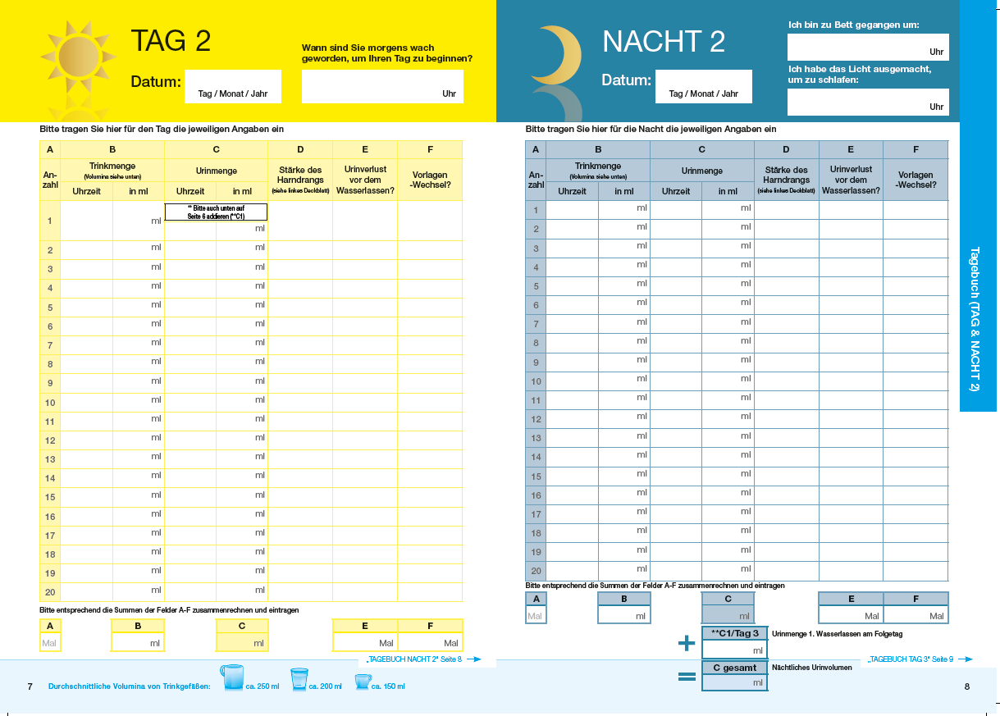 TAG 2
Wann sind Sie morgens wach
geworden, um Ihren Tag zu beginnen?
Datum:
Tag / Monat / Jahr
Uhr
Bitte tragen Sie hier für den Tag die jeweiligen Angaben ein
A B C D E F
An-
zahl
Trinkmenge
(Volumina siehe unten)
Uhrzeit in ml
Urinmenge
Uhrzeit in ml
Stärke des
Harndrangs
(siehe linkes Deckblatt)
Urinverlust
vor dem
Wasserlassen?
Vorlagen
-Wechsel?
** Bitte auch unten auf
Seite 6 addieren (**C1)
1 ml ml
2 ml ml
3 ml ml
4 ml ml
5 ml ml
6 ml ml
7 ml ml
8 ml ml
9 ml ml
10 ml ml
11 ml ml
12 ml ml
13 ml ml
14 ml ml
15 ml ml
16 ml ml
17 ml ml
18 ml ml
19 ml ml
20 ml ml
Bitte entsprechend die Summen der Felder A-F zusammenrechnen und eintragen
A B C E F
Mal ml ml Mal Mal
„TAGEBUCH NACHT 2“ Seite 8
7
Durchschnittliche Volumina von Trinkgefäßen:
ca. 250 ml
ca. 200 ml
ca. 150 ml
NACHT 2
Datum:
Tag / Monat / Jahr
Ich bin zu Bett gegangen um:
Uhr
Ich habe das Licht ausgemacht,
um zu schlafen:
Uhr
Bitte tragen Sie hier für die Nacht die jeweiligen Angaben ein
A B C D E F
An-
zahl
Trinkmenge
(Volumina siehe unten)
Uhrzeit in ml
Urinmenge
Uhrzeit in ml
Stärke des
Harndrangs
(siehe linkes Deckblatt)
Urinverlust
vor dem
Wasserlassen?
Vorlagen
-Wechsel?
1 ml ml
2 ml ml
3 ml ml
4 ml ml
5 ml ml
6 ml ml
7 ml ml
8 ml ml
9 ml ml
10 ml ml
11 ml ml
12 ml ml
13 ml ml
14 ml ml
15 ml ml
16 ml ml
17 ml ml
18 ml ml
19 ml ml
20 ml ml
Bitte entsprechend die Summen der Felder A-F zusammenrechnen und eintragen
A B C E F
Mal ml ml Mal Mal
+ **C1/Tag 3 Urinmenge 1. Wasserlassen am Folgetag
ml
„TAGEBUCH TAG 3“ Seite 9
= C gesamt Nächtliches Urinvolumen
ml
8
Tagebuch (TAG & NACHT 2)